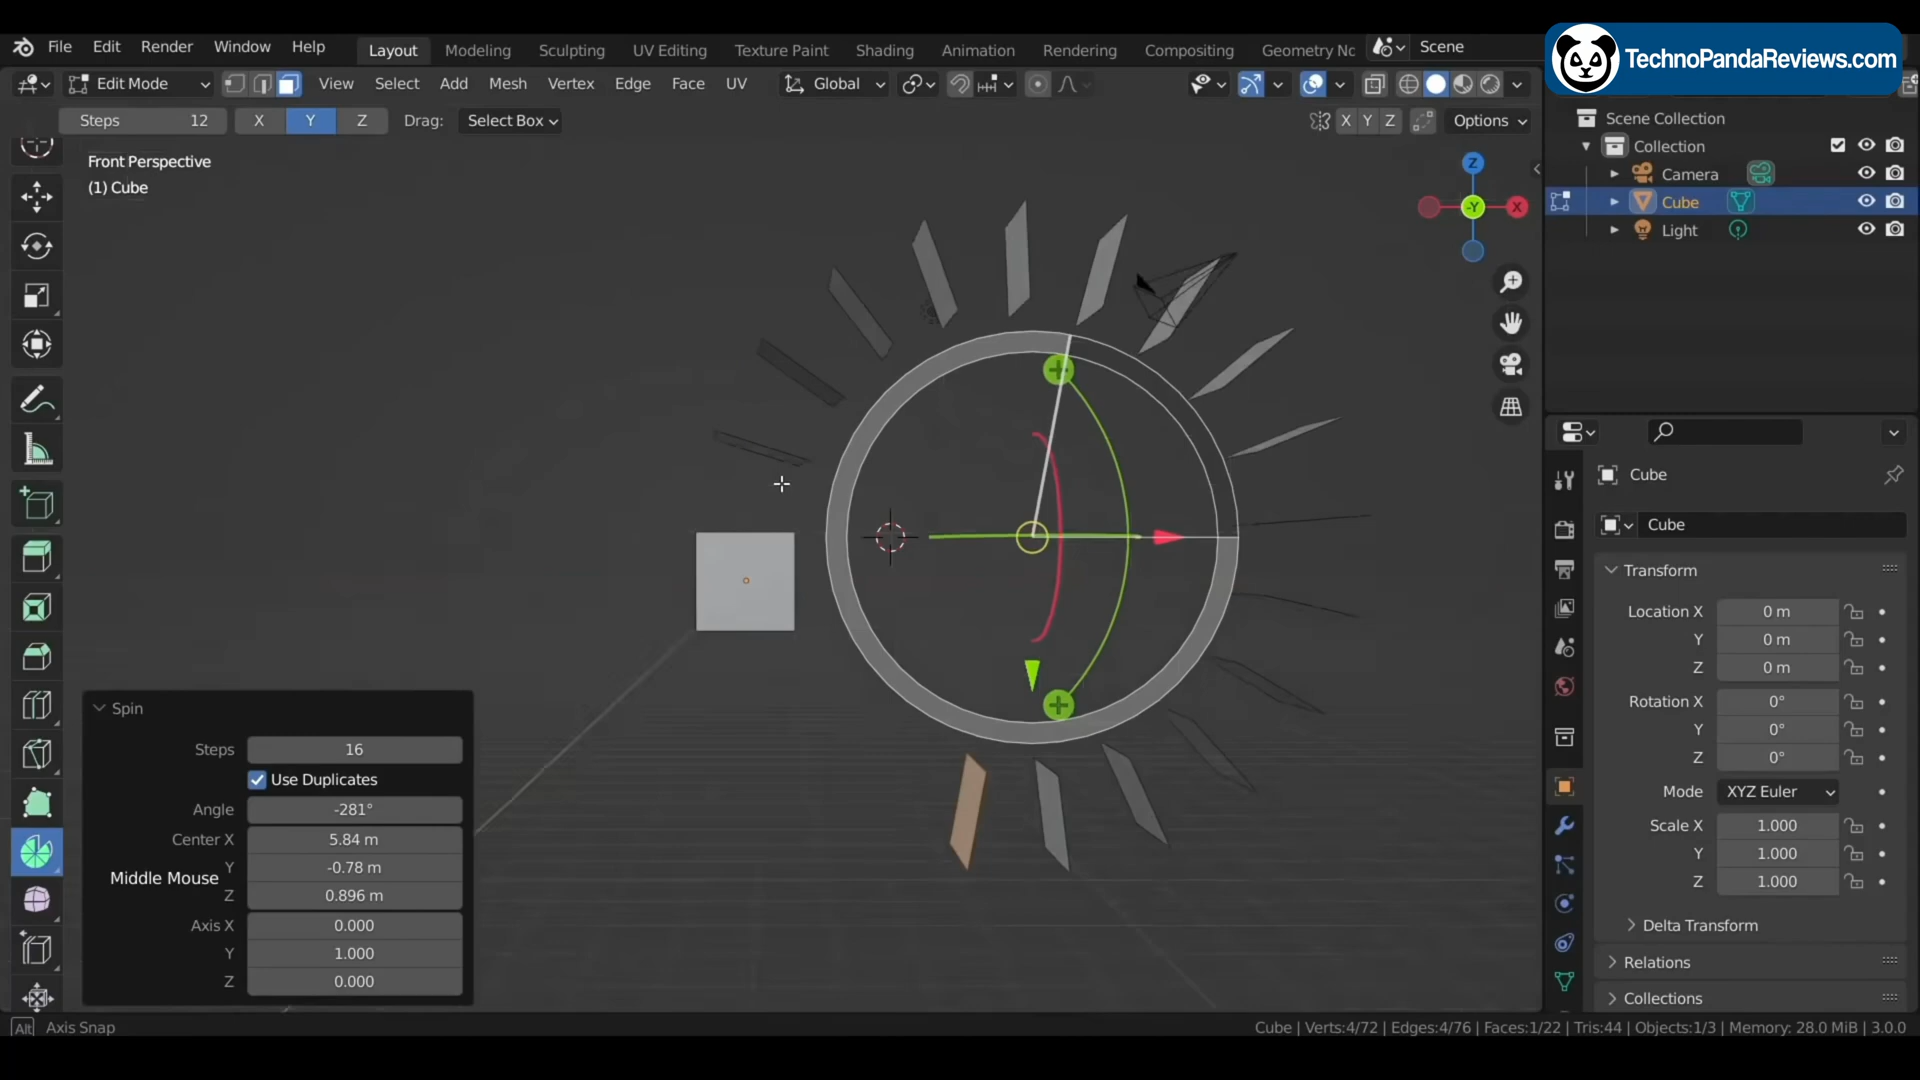 File Edit Render Window Help Layout Modeling Sculpting UV Editing Texture Paint Shading Animation Rendering Compositing Geometry Nc Scene
TechnoPandaReviews.com
Edit Mode View Select Add Mesh Vertex Edge Face UV Global
Steps 12 X Y Z Drag: Select Box X Y Z Options
Front Perspective
(1) Cube
Z
-Y X
Scene Collection
Collection
Camera
Cube
Light
Cube
Cube
Transform
Location X 0 m
Y 0 m
Z 0 m
Rotation X 0°
Y 0°
Z 0°
Mode XYZ Euler
Scale X 1.000
Y 1.000
Z 1.000
Delta Transform
Relations
Collections
Spin
Steps 16
Use Duplicates
Angle -281°
Center X 5.84 m
Y -0.78 m
Middle Mouse
Z 0.896 m
Axis X 0.000
Y 1.000
Z 0.000
Alt Axis Snap
Cube | Verts:4/72 | Edges:4/76 | Faces:1/22 | Tris:44 | Objects:1/3 | Memory: 28.0 MiB | 3.0.0